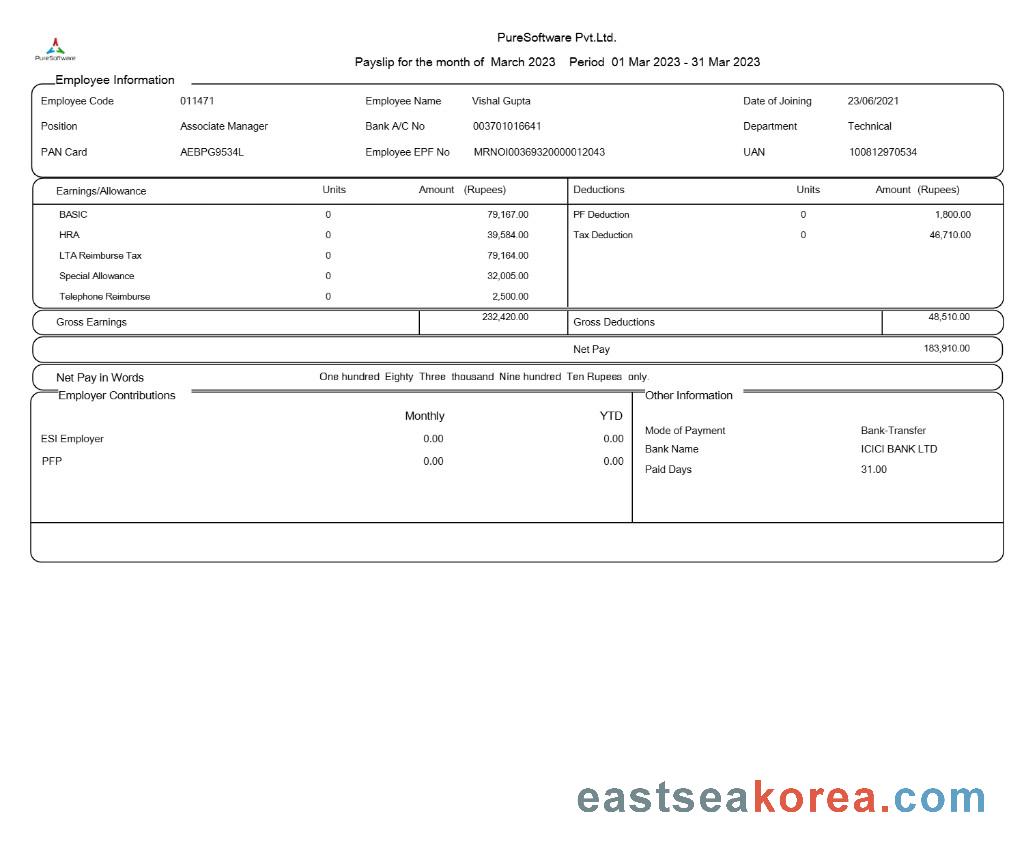 PureSoftware Pvt.Ltd.
PureSoftware
Payslip for the month of March 2023 Period 01 Mar 2023 - 31 Mar 2023
Employee Information
Employee Code 011471 Employee Name Vishal Gupta Date of Joining 23/06/2021
Position Associate Manager Bank A/C No 003701016641 Department Technical
PAN Card AEBPG9534L Employee EPF No MRNOI00369320000012043 UAN 100812970534
Earnings/Allowance Units Amount (Rupees) Deductions Units Amount (Rupees)
BASIC 0 79,167.00 PF Deduction 0 1,800.00
HRA 0 39,584.00 Tax Deduction 0 46,710.00
LTA Reimburse Tax 0 79,164.00
Special Allowance 0 32,005.00
Telephone Reimburse 0 2,500.00
Gross Earnings 232,420.00 Gross Deductions 48,510.00
Net Pay 183,910.00
Net Pay in Words One hundred Eighty Three thousand Nine hundred Ten Rupees only.
Employer Contributions Other Information
Monthly YTD
ESI Employer 0.00 0.00
PFP 0.00 0.00
Mode of Payment Bank-Transfer
Bank Name ICICI BANK LTD
Paid Days 31.00
eastseakorea.com